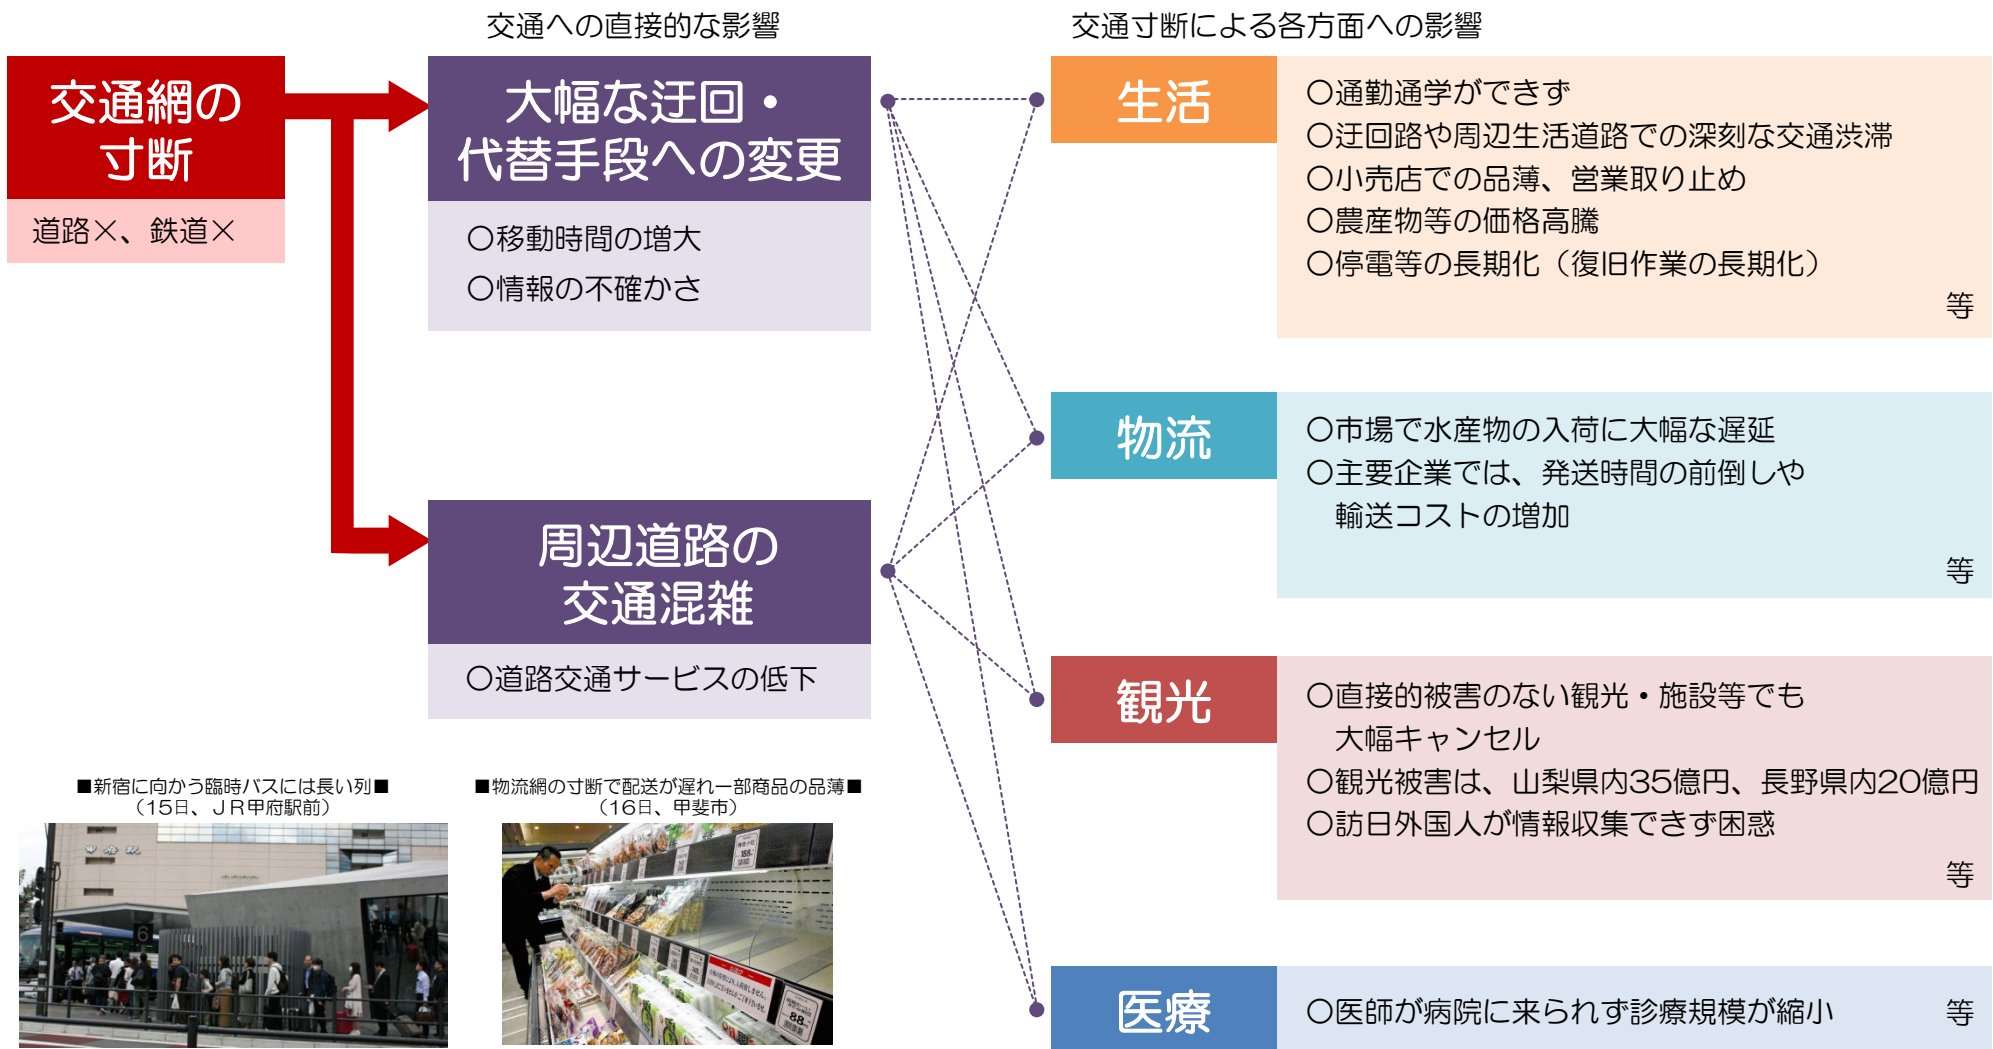 交通への直接的な影響
交通寸断による各方面への影響
交通網の
寸断
道路×、鉄道×
大幅な迂回・
代替手段への変更
○移動時間の増大
○情報の不確かさ
周辺道路の
交通混雑
○道路交通サービスの低下
生活
○通勤通学ができず
○迂回路や周辺生活道路での深刻な交通渋滞
○小売店での品薄、営業取り止め
○農産物等の価格高騰
○停電等の長期化（復旧作業の長期化）
等
物流
○市場で水産物の入荷に大幅な遅延
○主要企業では、発送時間の前倒しや
輸送コストの増加
等
観光
○直接的被害のない観光・施設等でも
大幅キャンセル
○観光被害は、山梨県内35億円、長野県内20億円
○訪日外国人が情報収集できず困惑
等
医療
○医師が病院に来られず診療規模が縮小
等
■新宿に向かう臨時バスには長い列■
（15日、ＪＲ甲府駅前）
甲府駅
6
■物流網の寸断で配送が遅れ一部商品の品薄■
（16日、甲斐市）
188
88